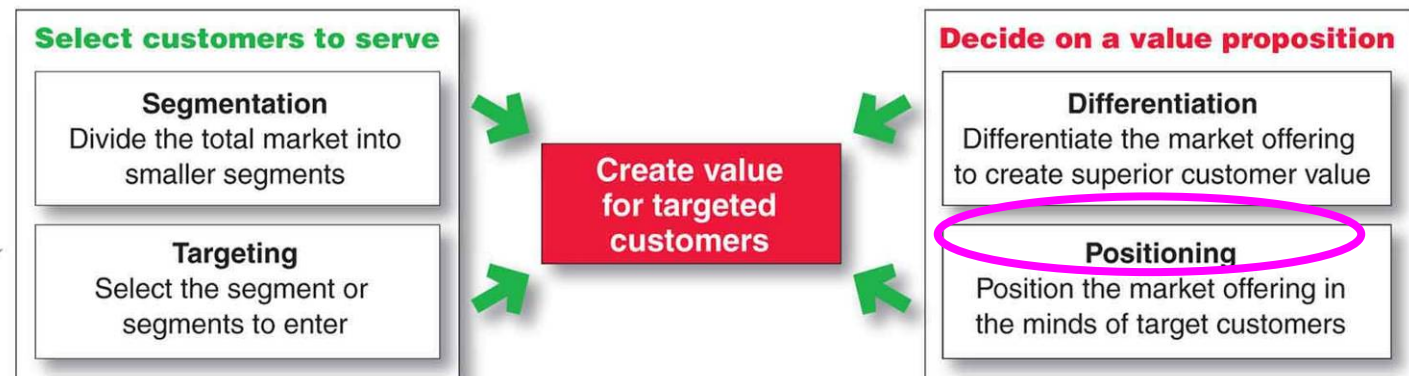 Select customers to serve
Segmentation
Divide the total market into
smaller segments
Targeting
Select the segment or
segments to enter
Create value
for targeted
customers
Decide on a value proposition
Differentiation
Differentiate the market offering
to create superior customer value
Positioning
Position the market offering in
the minds of target customers